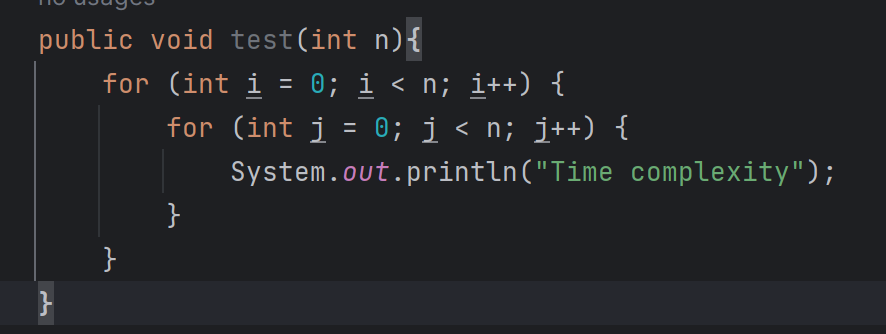 no usages
public void test(int n){
for (int i = 0; i < n; i++) {
for (int j = 0; j < n; j++) {
System.out.println("Time complexity");
}
}
}